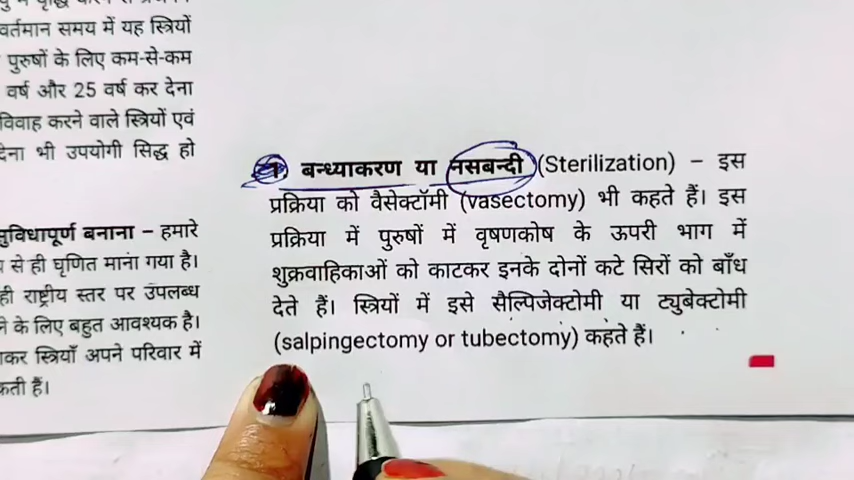 वर्तमान समय में यह स्त्रियों
पुरुषों के लिए कम-से-कम
वर्ष और 25 वर्ष कर देना
विवाह करने वाले स्त्रियों एवं
देना भी उपयोगी सिद्ध हो
सुविधापूर्ण बनाना – हमारे
से ही घृणित माना गया है।
ही राष्ट्रीय स्तर पर उपलब्ध
के लिए बहुत आवश्यक है।
स्त्रियाँ अपने परिवार में
हैं।
1. बन्ध्याकरण या नसबन्दी (Sterilization) – इस
प्रक्रिया को वैसेक्टॉमी (vasectomy) भी कहते हैं। इस
प्रक्रिया में पुरुषों में वृषणकोष के ऊपरी भाग में
शुक्रवाहिकाओं को काटकर इनके दोनों कटे सिरों को बाँध
देते हैं। स्त्रियों में इसे सैल्पिजेक्टोमी या ट्युबेक्टोमी
(salpingectomy or tubectomy) कहते हैं।